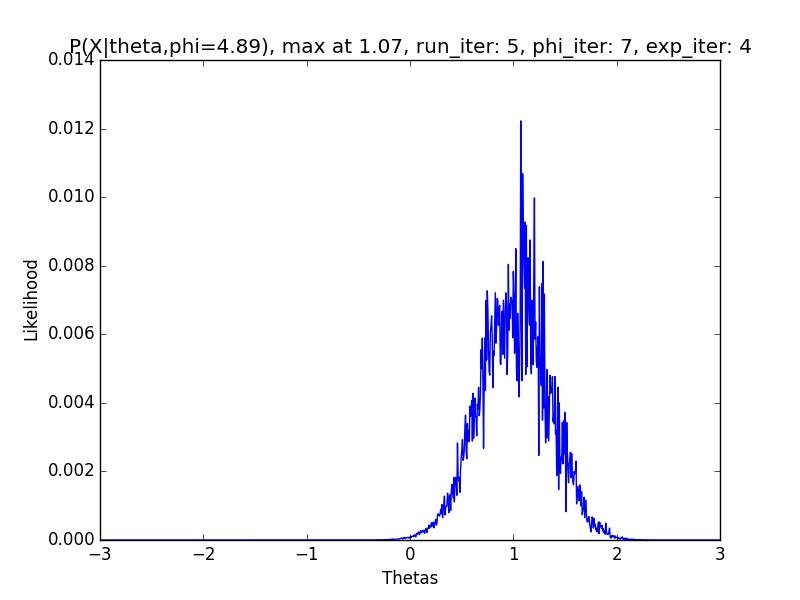 P(X|theta,phi=4.89), max at 1.07, run_iter: 5, phi_iter: 7, exp_iter: 4
0.014
0.012
0.010
0.008
0.006
0.004
0.002
0.000
Likelihood
−3 −2 −1 0 1 2 3
Thetas